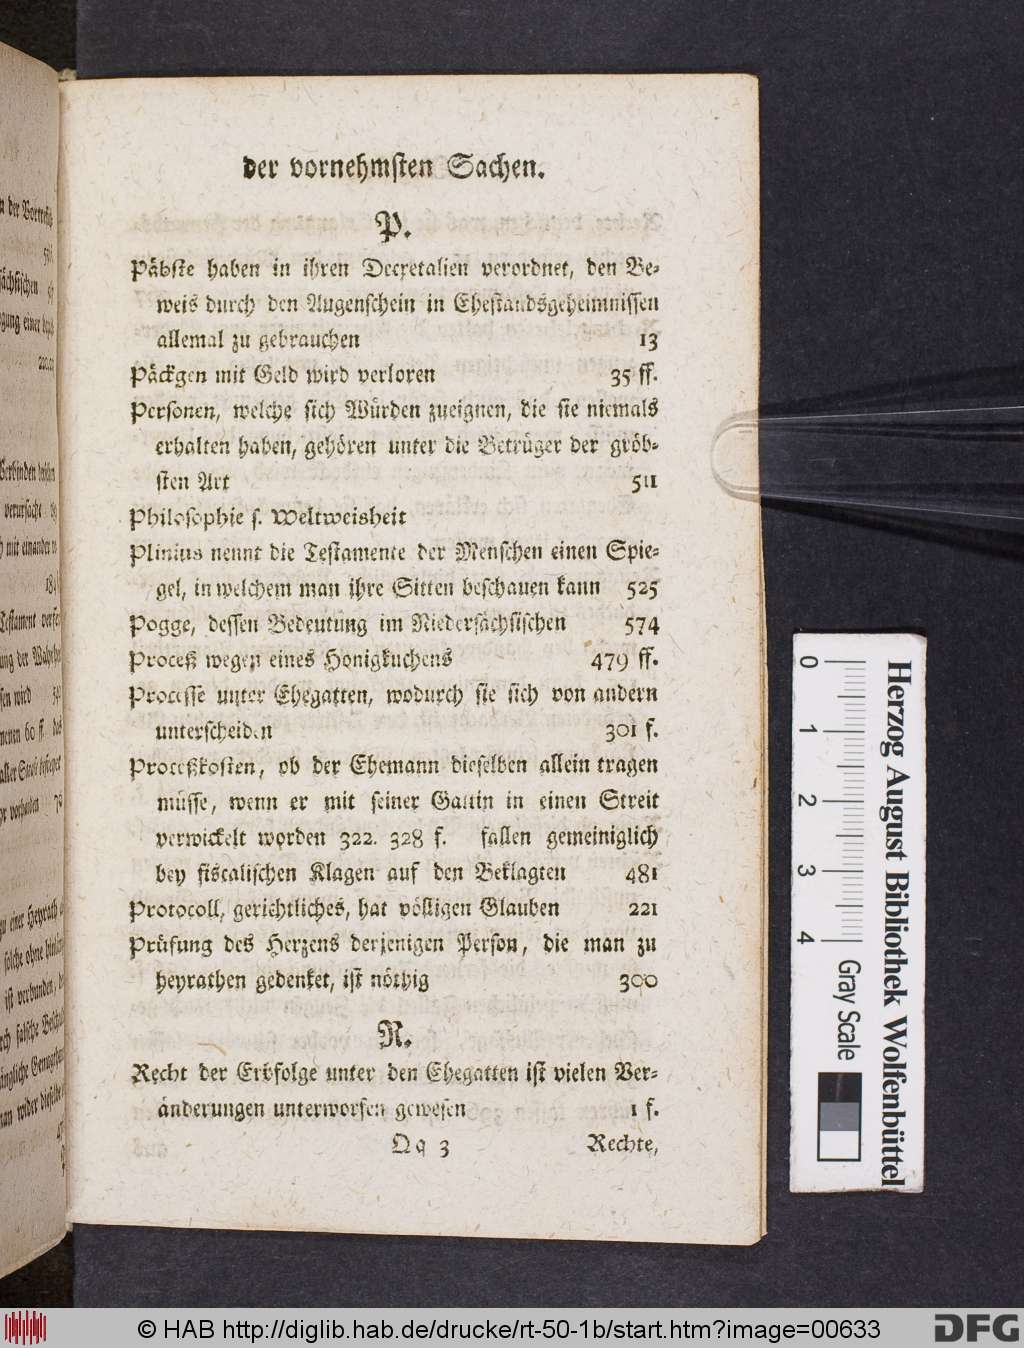 der vornehmsten Sachen.
P.
Päbste haben in ihren Decretalien verordnet, den Be-
weis durch den Augenschein in Ehestandsgeheimnissen
allemal zu gebrauchen 13
Päckgen mit Geld wird verloren 35 ff.
Personen, welche sich Würden zueignen, die sie niemals
erhalten haben, gehören unter die Betrüger der gröb-
sten Art 511
Philosophie s. Weltweisheit
Plinius nennt die Testamente der Menschen einen Spie-
gel, in welchem man ihre Sitten beschauen kann 525
Pogge, dessen Bedeutung im Niedersächsischen 574
Proceß wegen eines Honigkuchens 479 ff.
Processe unter Ehegatten, wodurch sie sich von andern
unterscheiden 301 f.
Proceßkosten, ob der Ehemann dieselben allein tragen
müsse, wenn er mit seiner Gattin in einen Streit
verwickelt worden 322. 328 f. fallen gemeiniglich
bey fiscalischen Klagen auf den Beklagten 481
Protocoll, gerichtliches, hat völligen Glauben 221
Prüfung des Herzens derjenigen Person, die man zu
heyrathen gedenket, ist nöthig 300
R.
Recht der Erbfolge unter den Ehegatten ist vielen Ver-
änderungen unterworfen gewesen 1 f.
Qq 3 Rechte,
0 1 2 3 4 Gray Scale
Herzog August Bibliothek Wolfenbüttel
© HAB http://diglib.hab.de/drucke/rt-50-1b/start.htm?image=00633
DFG